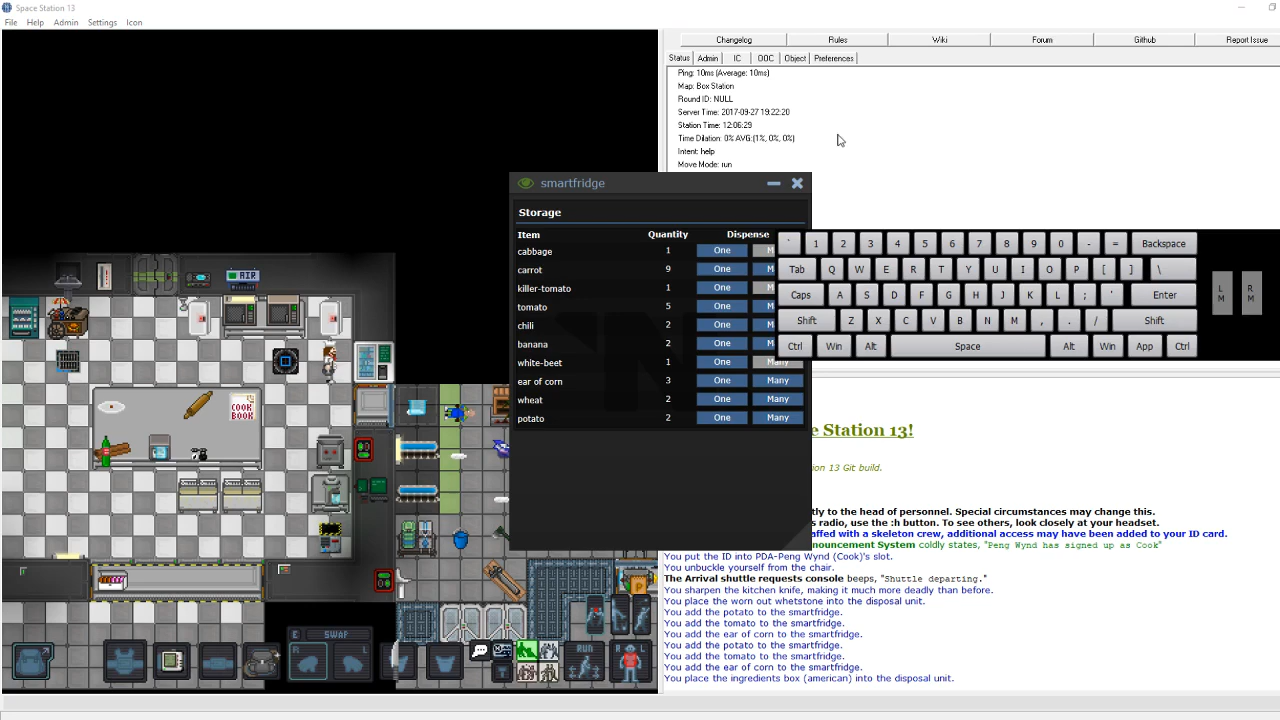 Space Station 13
File Help Admin Settings Icon
Changelog Rules Wiki Forum Github Report Issue
Status Admin IC OOC Object Preferences
Ping: 10ms (Average: 10ms)
Map: Box Station
Round ID: NULL
Server Time: 2017-09-27 19:22:20
Station Time: 12:06:29
Time Dilation: 0% AVG:(1%, 0%, 0%)
Intent: help
Move Mode: run
smartfridge
Storage
Item Quantity Dispense
cabbage 1 One M
carrot 9 One M
killer-tomato 1 One M
tomato 5 One M
chili 2 One M
banana 2 One M
white-beet 1 One Many
ear of corn 3 One Many
wheat 2 One Many
potato 2 One Many
` 1 2 3 4 5 6 7 8 9 0 - = Backspace
Tab Q W E R T Y U I O P [ ] \
Caps A S D F G H J K L ; ' Enter
Shift Z X C V B N M , . / Shift
Ctrl Win Alt Space Alt Win App Ctrl
LM RM
AIR
COOK
BOOK
e Station 13!
ion 13 Git build.
tly to the head of personnel. Special circumstances may change this.
s radio, use the :h button. To see others, look closely at your headset.
affed with a skeleton crew, additional access may have been added to your ID card.
nouncement System coldly states, "Peng Wynd has signed up as Cook"
You put the ID into PDA-Peng Wynd (Cook)'s slot.
You unbuckle yourself from the chair.
The Arrival shuttle requests console beeps, "Shuttle departing."
You sharpen the kitchen knife, making it much more deadly than before.
You place the worn out whetstone into the disposal unit.
You add the potato to the smartfridge.
You add the tomato to the smartfridge.
You add the ear of corn to the smartfridge.
You add the potato to the smartfridge.
You add the tomato to the smartfridge.
You add the ear of corn to the smartfridge.
You place the ingredients box (american) into the disposal unit.
E SWAP
R L
RUN
R L